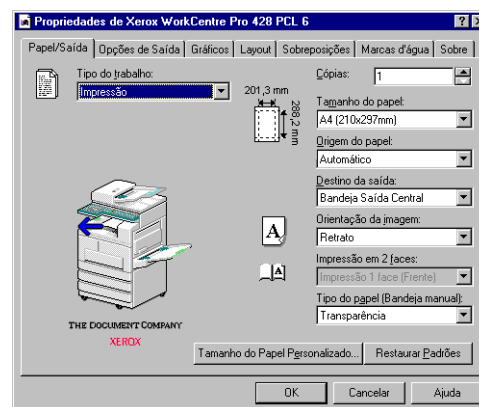 Propriedades de Xerox WorkCentre Pro 428 PCL 6
Papel/Saída Opções de Saída Gráficos Layout Sobreposições Marcas d'água Sobre
Tipo do trabalho:
Impressão
201,3 mm
288,2 mm
Cópias: 1
Tamanho do papel:
A4 (210x297mm)
Origem do papel:
Automático
Destino da saída:
Bandeja Saída Central
Orientação da imagem:
A
Retrato
Impressão em 2 faces:
A
Impressão 1 face (Frente)
Tipo do papel (Bandeja manual):
Transparência
THE DOCUMENT COMPANY
XEROX
Tamanho do Papel Personalizado... Restaurar Padrões
OK Cancelar Ajuda